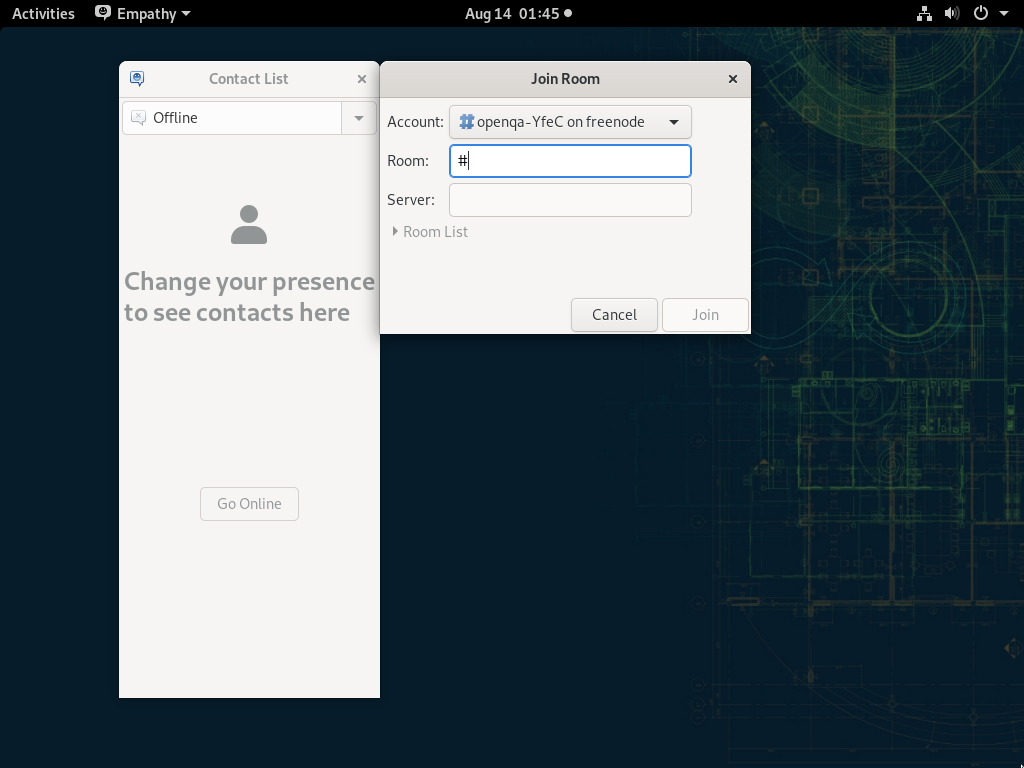 Activities Empathy Aug 14 01:45
Contact List
Offline
Change your presence
to see contacts here
Go Online
Join Room
Account: openqa-YfeC on freenode
Room: #
Server:
Room List
Cancel Join